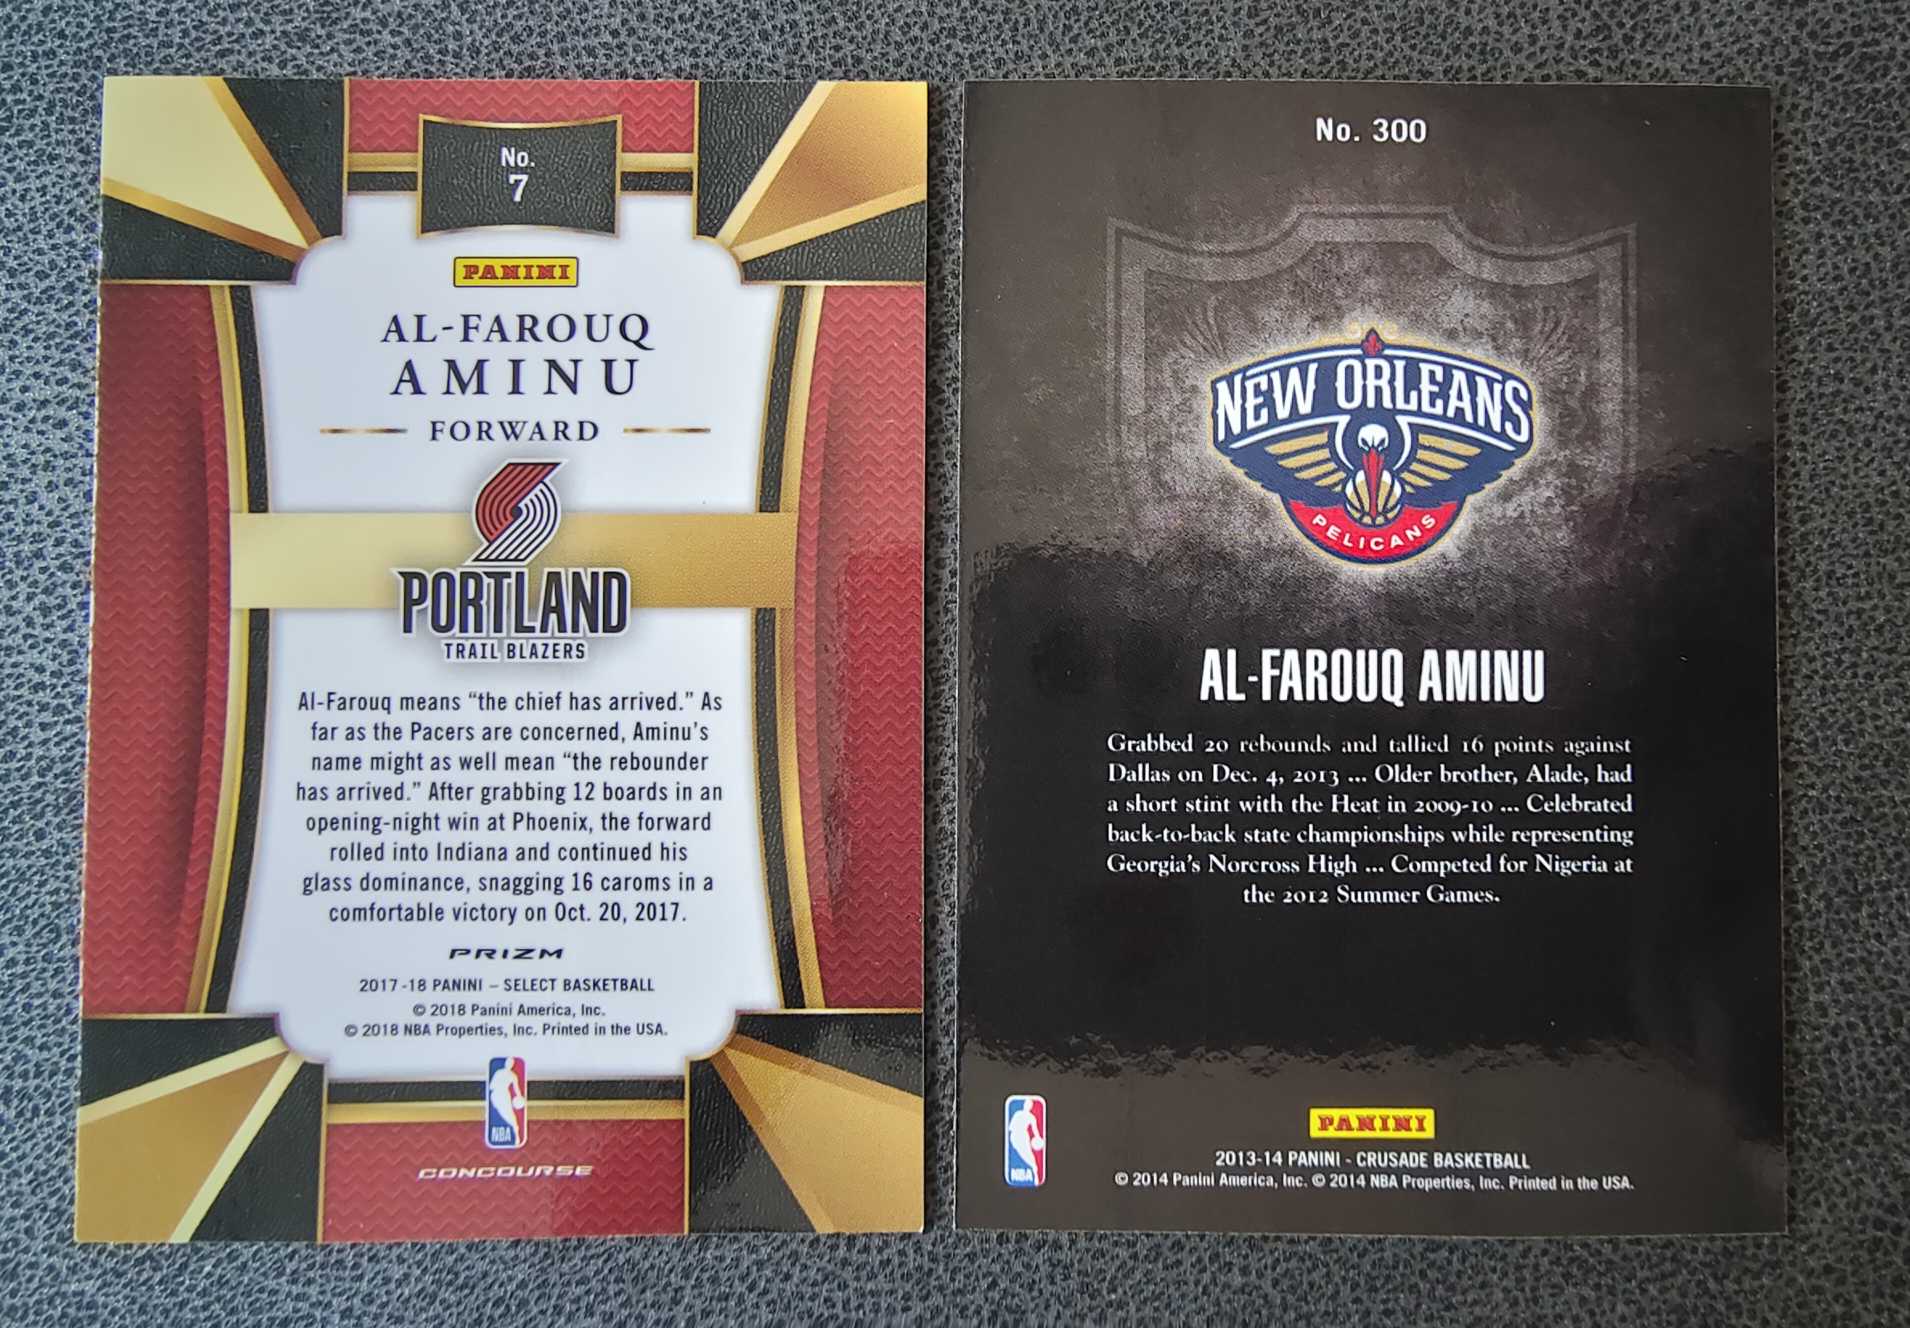 No.
7
PANINI
AL-FAROUQ
AMINU
FORWARD
PORTLAND
TRAIL BLAZERS
Al-Farouq means “the chief has arrived.” As
far as the Pacers are concerned, Aminu’s
name might as well mean “the rebounder
has arrived.” After grabbing 12 boards in an
opening-night win at Phoenix, the forward
rolled into Indiana and continued his
glass dominance, snagging 16 caroms in a
comfortable victory on Oct. 20, 2017.
PRIZM
2017-18 PANINI – SELECT BASKETBALL
© 2018 Panini America, Inc.
© 2018 NBA Properties, Inc. Printed in the USA.
NBA
CONCOURSE
No. 300
NEW ORLEANS
PELICANS
AL-FAROUQ AMINU
Grabbed 20 rebounds and tallied 16 points against
Dallas on Dec. 4, 2013 ... Older brother, Alade, had
a short stint with the Heat in 2009-10 ... Celebrated
back-to-back state championships while representing
Georgia’s Norcross High ... Competed for Nigeria at
the 2012 Summer Games.
NBA
PANINI
2013-14 PANINI - CRUSADE BASKETBALL
© 2014 Panini America, Inc. © 2014 NBA Properties, Inc. Printed in the USA.